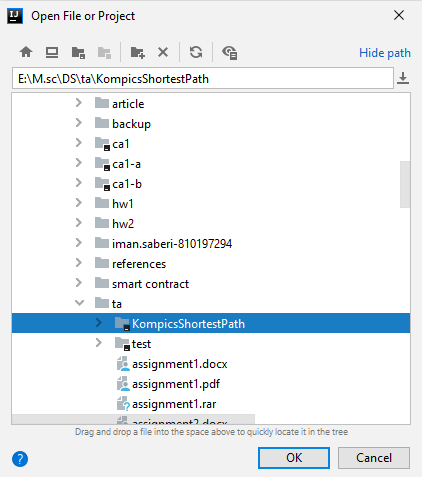 IJ Open File or Project
Hide path
E:\M.sc\DS\ta\KompicsShortestPath
article
backup
ca1
ca1-a
ca1-b
hw1
hw2
iman.saberi-810197294
references
smart contract
ta
KompicsShortestPath
test
assignment1.docx
assignment1.pdf
assignment1.rar
assignment2.docx
Drag and drop a file into the space above to quickly locate it in the tree
? OK Cancel